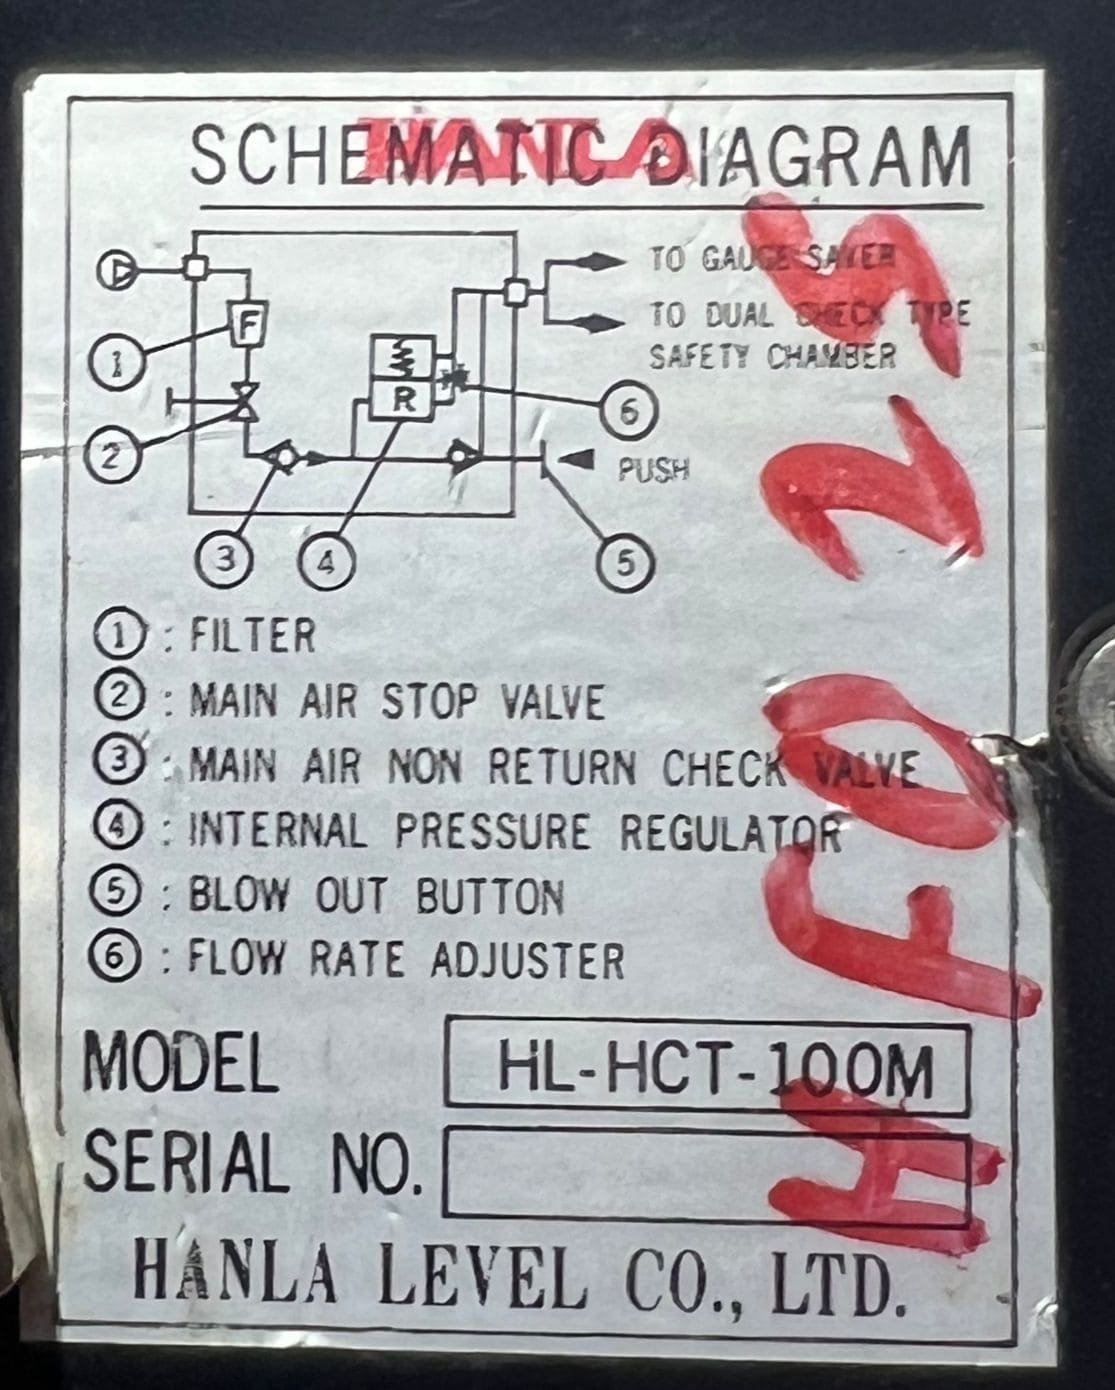 SCHEMATIC DIAGRAM
HANLA
P
F
R
TO GAUGE SAVER
TO DUAL CHECK TYPE
SAFETY CHAMBER
PUSH
1
2
3
4
5
6
1 : FILTER
2 : MAIN AIR STOP VALVE
3 : MAIN AIR NON RETURN CHECK VALVE
4 : INTERNAL PRESSURE REGULATOR
5 : BLOW OUT BUTTON
6 : FLOW RATE ADJUSTER
MODEL HL-HCT-100M
SERIAL NO.
HANLA LEVEL CO., LTD.